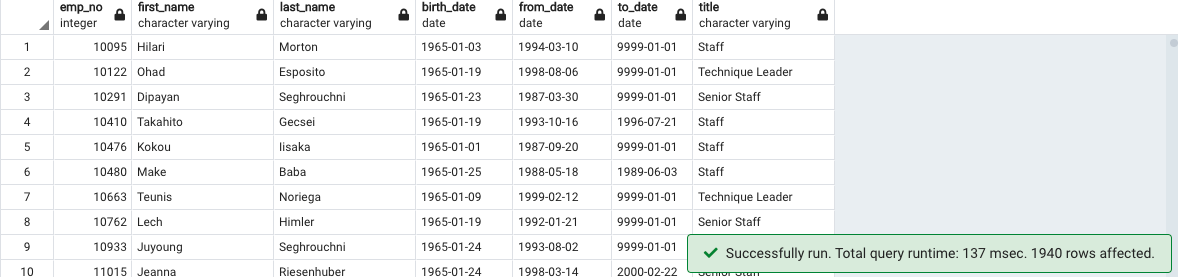 emp_no first_name last_name birth_date from_date to_date title
integer character varying character varying date date date character varying
1 10095 Hilari Morton 1965-01-03 1994-03-10 9999-01-01 Staff
2 10122 Ohad Esposito 1965-01-19 1998-08-06 9999-01-01 Technique Leader
3 10291 Dipayan Seghrouchni 1965-01-23 1987-03-30 9999-01-01 Senior Staff
4 10410 Takahito Gecsei 1965-01-19 1993-10-16 1996-07-21 Staff
5 10476 Kokou Iisaka 1965-01-01 1987-09-20 9999-01-01 Staff
6 10480 Make Baba 1965-01-25 1988-05-18 1989-06-03 Staff
7 10663 Teunis Noriega 1965-01-09 1999-02-12 9999-01-01 Technique Leader
8 10762 Lech Himler 1965-01-19 1992-01-21 9999-01-01 Senior Staff
9 10933 Juyoung Seghrouchni 1965-01-24 1993-08-02 9999-01-01
Successfully run. Total query runtime: 137 msec. 1940 rows affected.
10 11015 Jeanna Riesenhuber 1965-01-24 1998-03-14 2000-02-22 Senior Staff